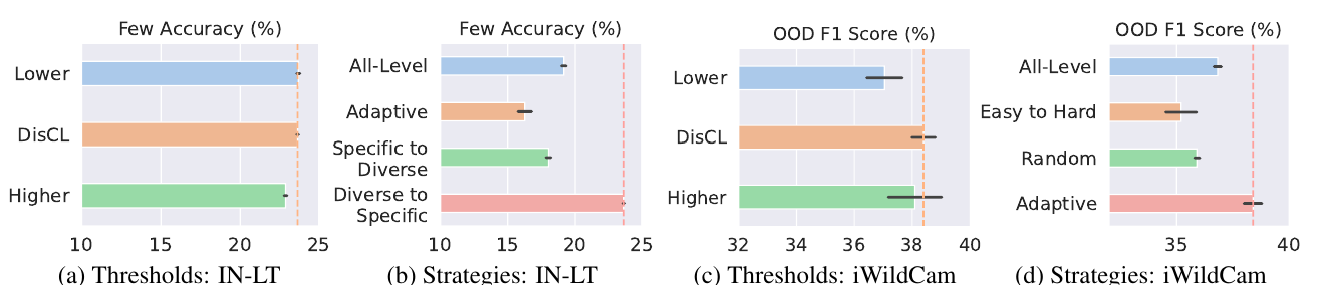 Few Accuracy (%)
Lower
DisCL
Higher
10 15 20 25
(a) Thresholds: IN-LT
Few Accuracy (%)
All-Level
Adaptive
Specific to
Diverse
Diverse to
Specific
10 15 20 25
(b) Strategies: IN-LT
OOD F1 Score (%)
Lower
DisCL
Higher
32 34 36 38 40
(c) Thresholds: iWildCam
OOD F1 Score (%)
All-Level
Easy to Hard
Random
Adaptive
35 40
(d) Strategies: iWildCam